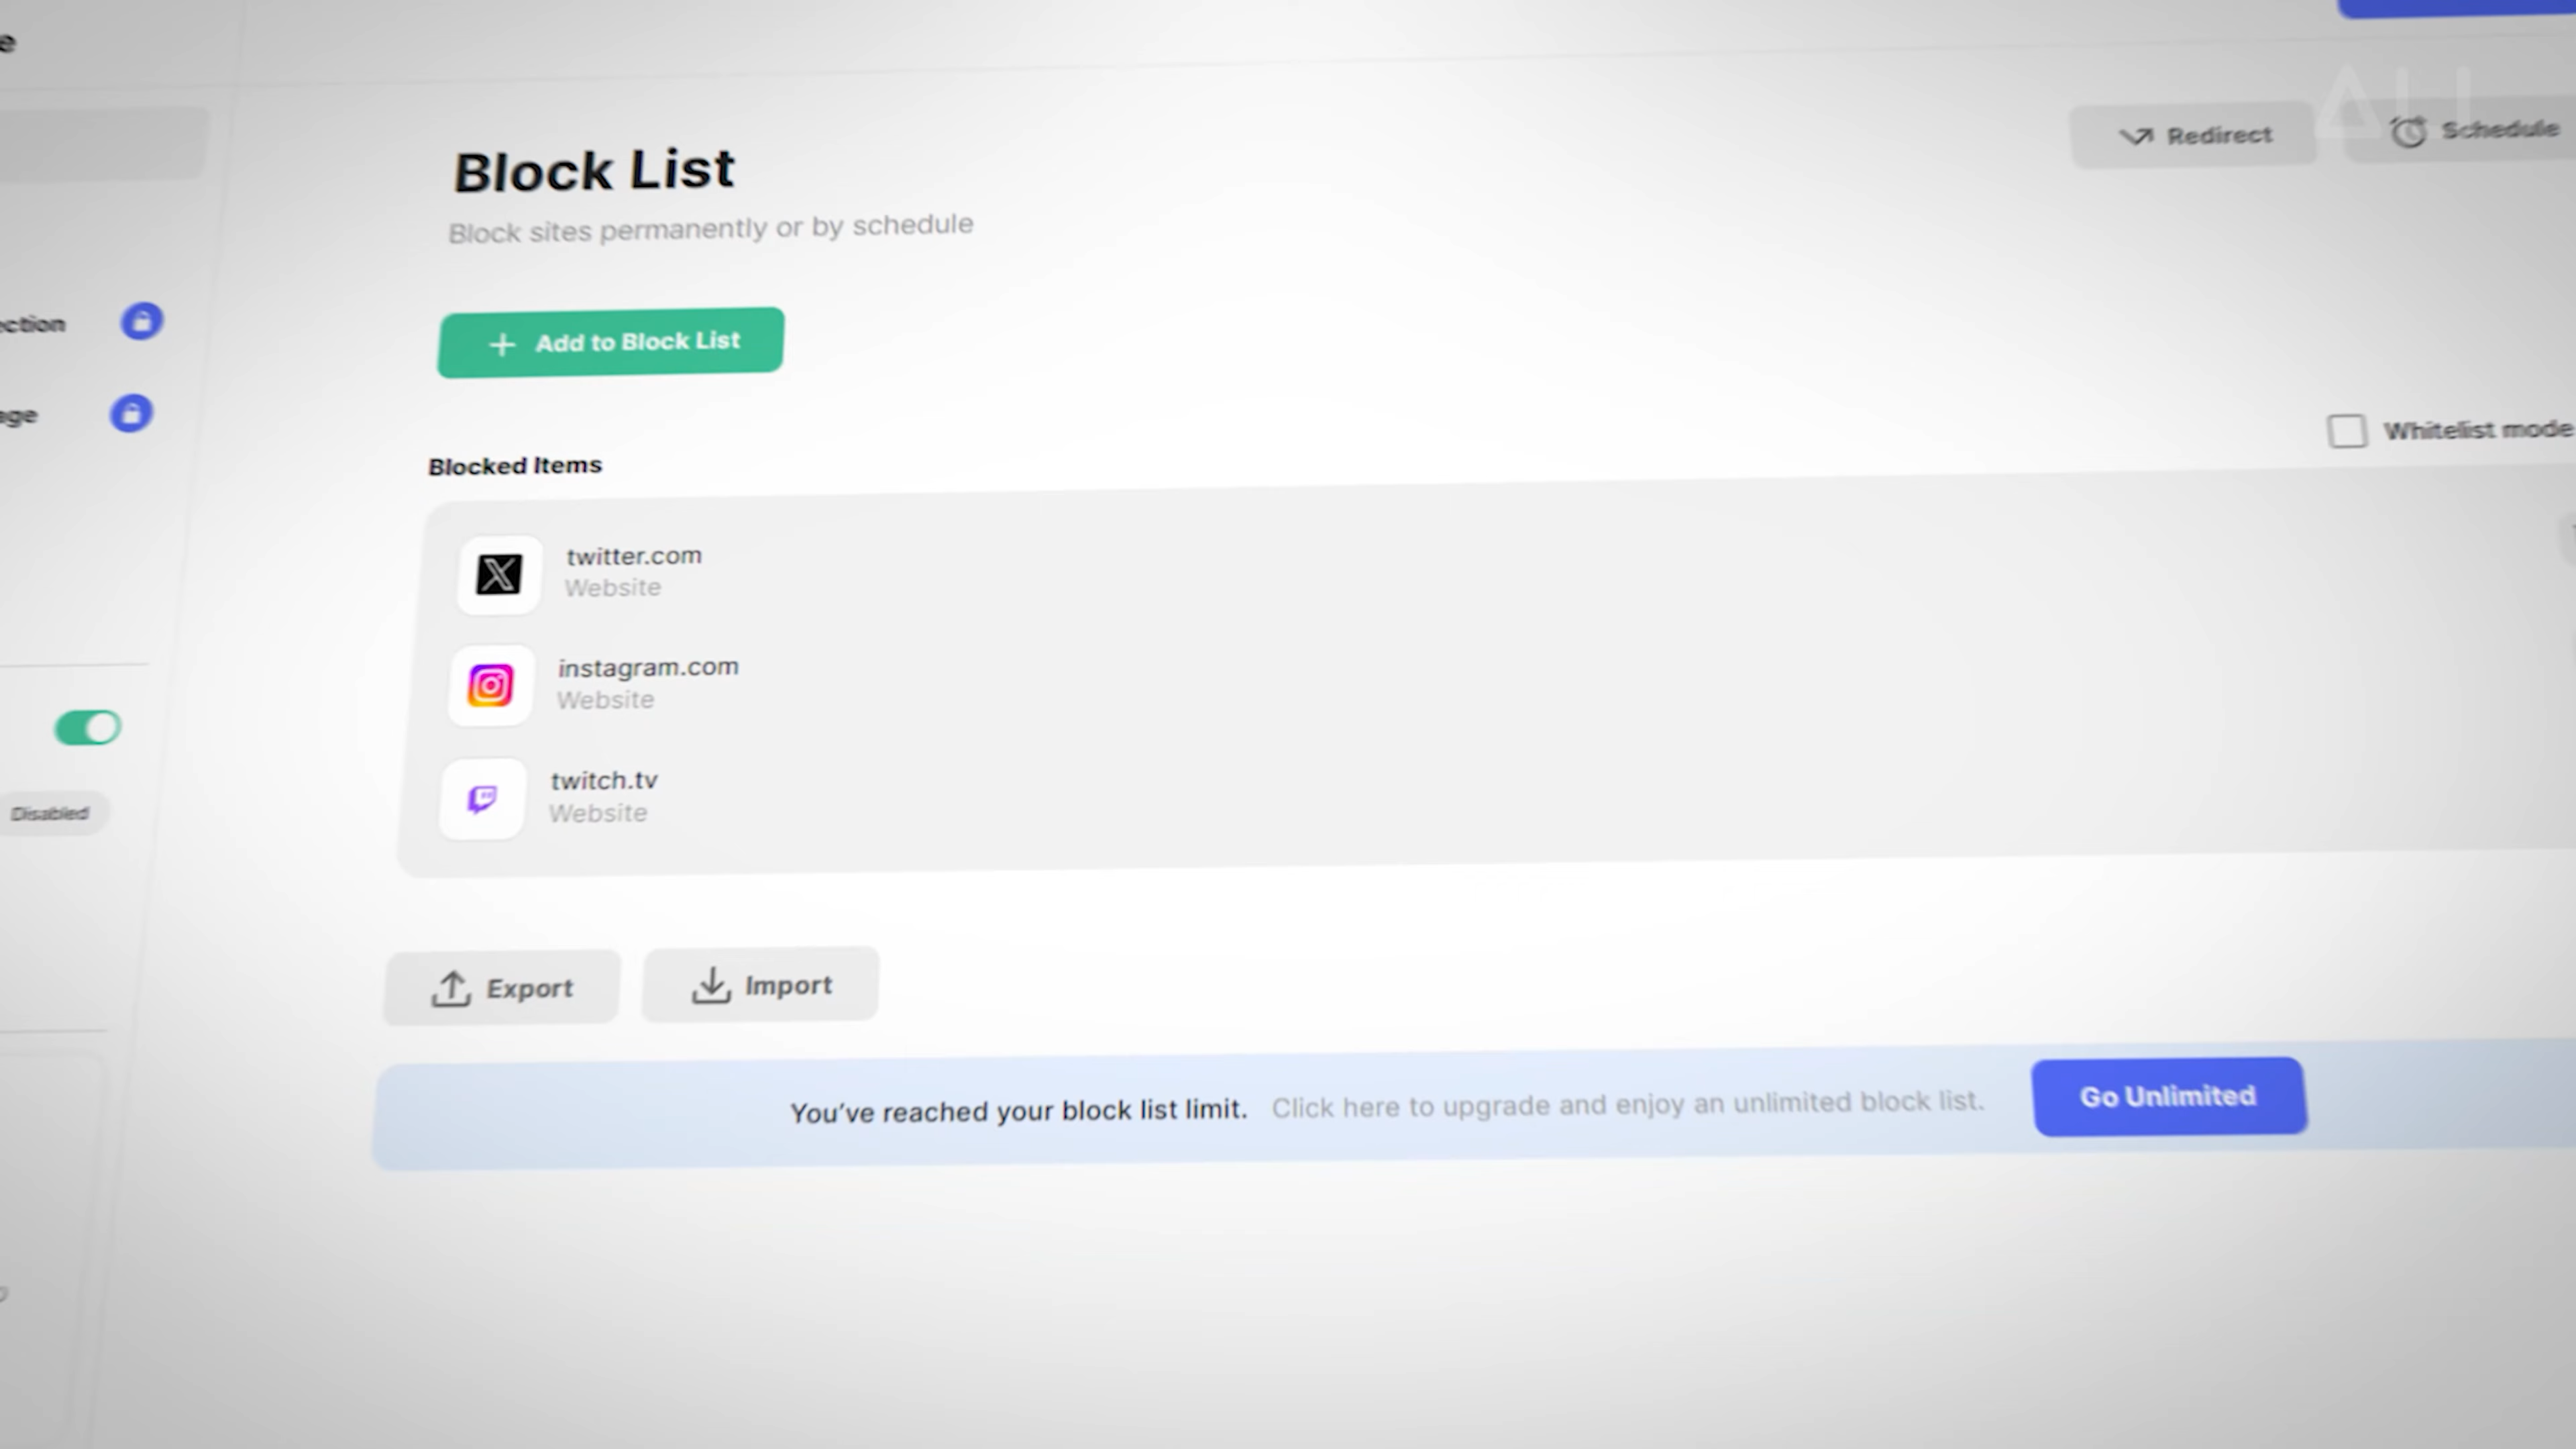 ALI
Redirect
Schedule
Block List
Block sites permanently or by schedule
Add to Block List
Whitelist mode
Blocked Items
twitter.com
Website
instagram.com
Website
twitch.tv
Website
Disabled
Export
Import
You've reached your block list limit. Click here to upgrade and enjoy an unlimited block list.
Go Unlimited